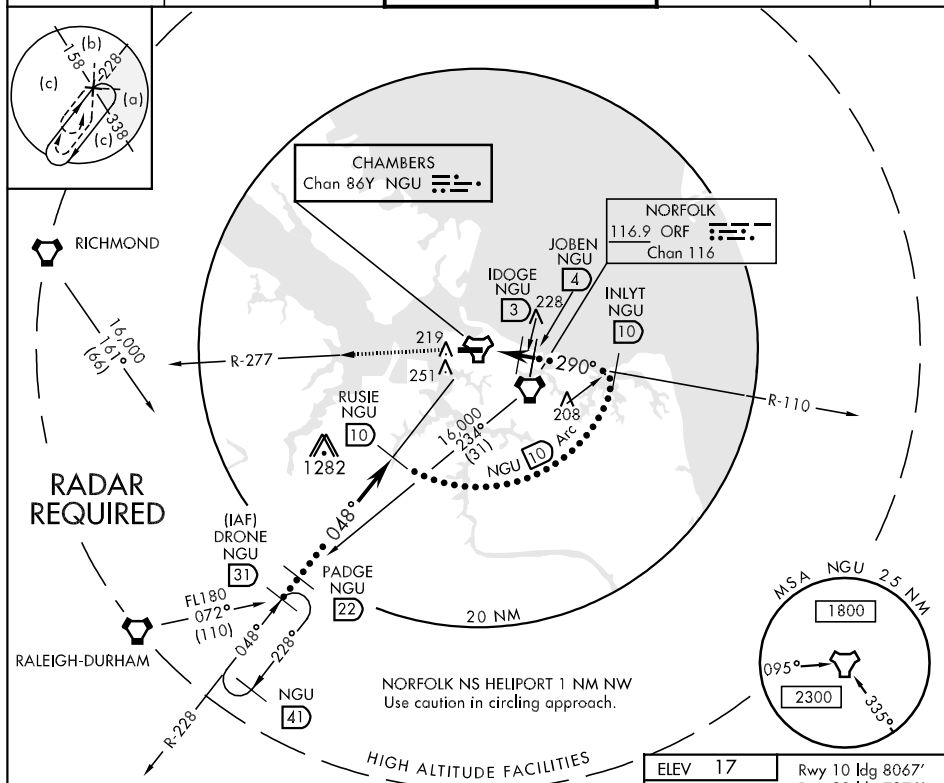 (b)
158
228
(c)
(a)
(c)
338
CHAMBERS
Chan 86Y NGU
NORFOLK
116.9 ORF
Chan 116
RICHMOND
JOBEN
NGU
4
IDOGE
NGU
3
228
INLYT
NGU
10
16,000
161°
(66)
R-277
219
251
290°
R-110
RUSIE
NGU
10
208
16,000
234°
(31)
NGU 10 Arc
1282
RADAR
REQUIRED
048°
(IAF)
DRONE
NGU
31
PADGE
NGU
22
FL180
072°
(110)
20 NM
MSA NGU 25 NM
1800
095°
2300
335°
RALEIGH-DURHAM
048°
228°
NGU
41
R-228
NORFOLK NS HELIPORT 1 NM NW
Use caution in circling approach.
HIGH ALTITUDE FACILITIES
ELEV 17
Rwy 10 ldg 8067'